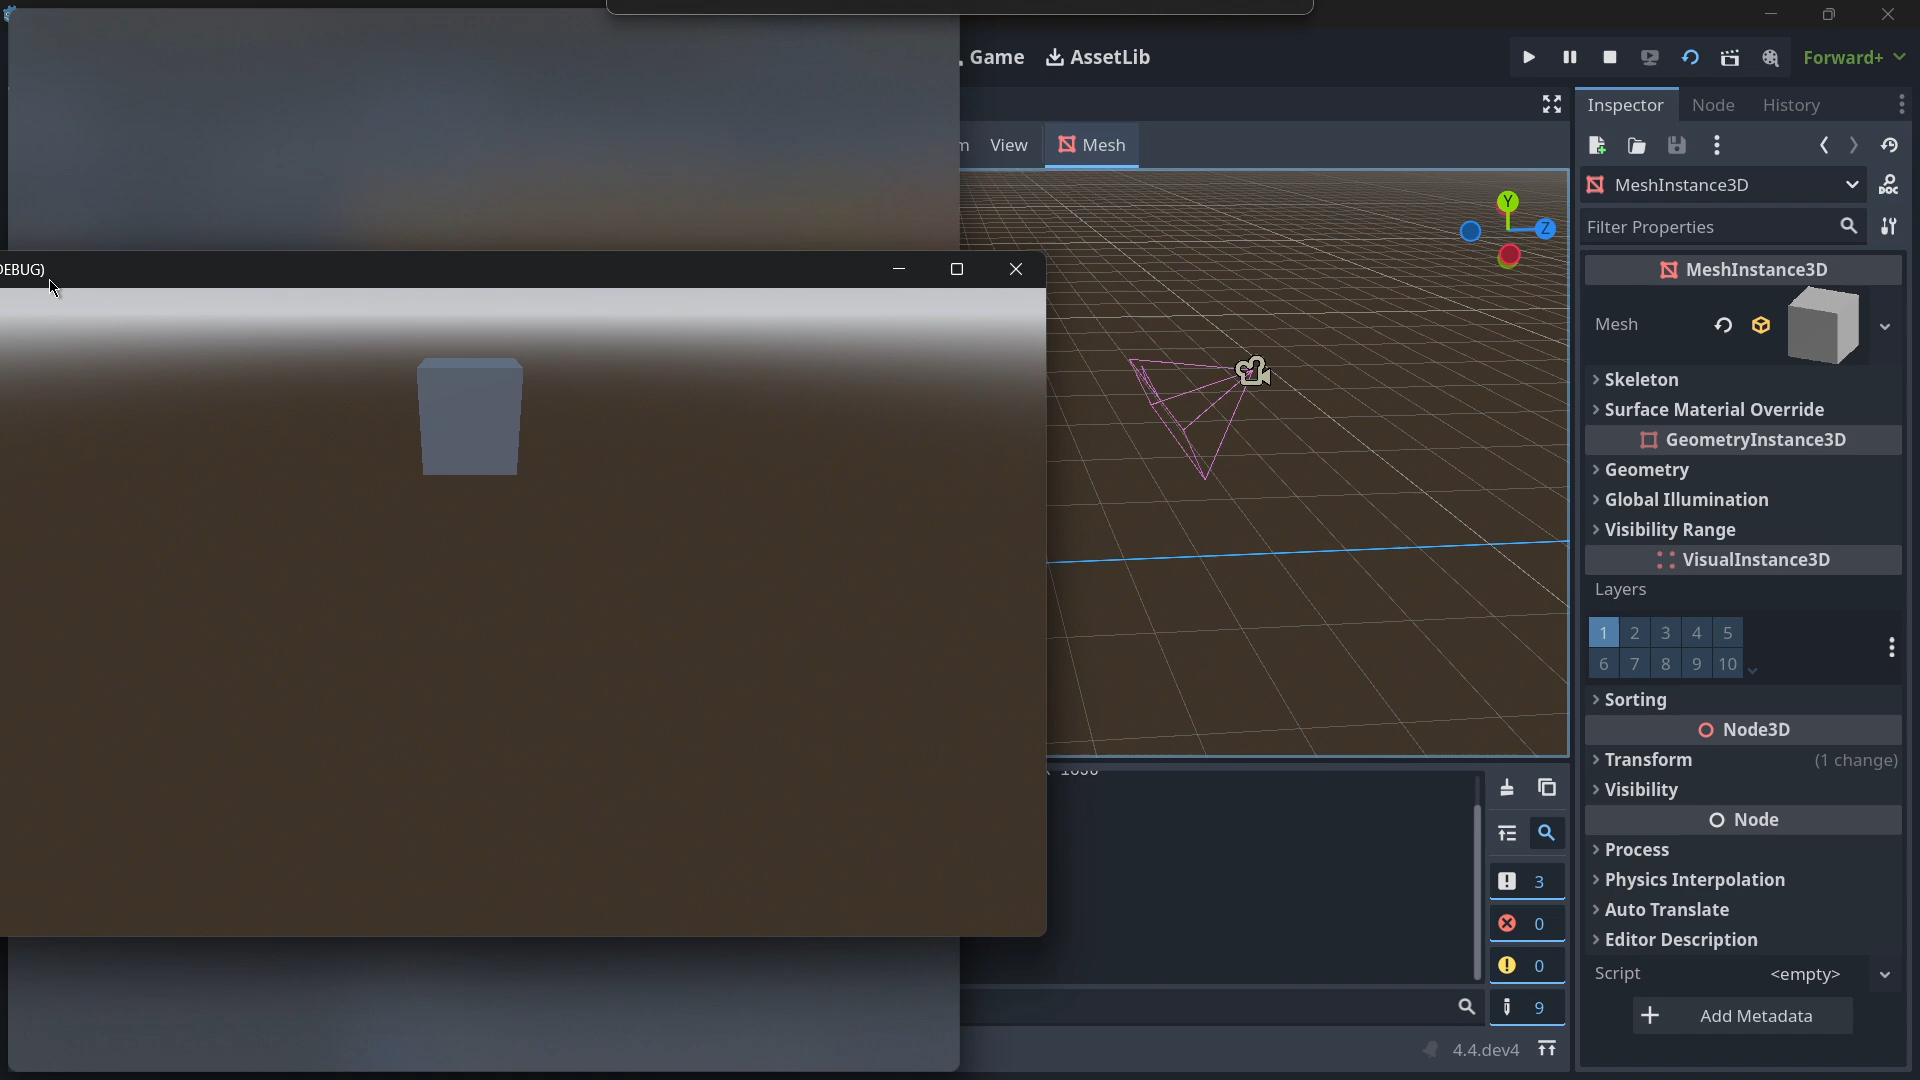 Game
AssetLib
Forward+
Inspector
Node
History
View
Mesh
MeshInstance3D
Y
Z
Filter Properties
DEBUG)
MeshInstance3D
Mesh
Skeleton
Surface Material Override
GeometryInstance3D
Geometry
Global Illumination
Visibility Range
VisualInstance3D
Layers
1 2 3 4 5
6 7 8 9 10
Sorting
Node3D
Transform (1 change)
Visibility
Node
Process
Physics Interpolation
Auto Translate
Editor Description
Script <empty>
Add Metadata
3
0
0
9
4.4.dev4